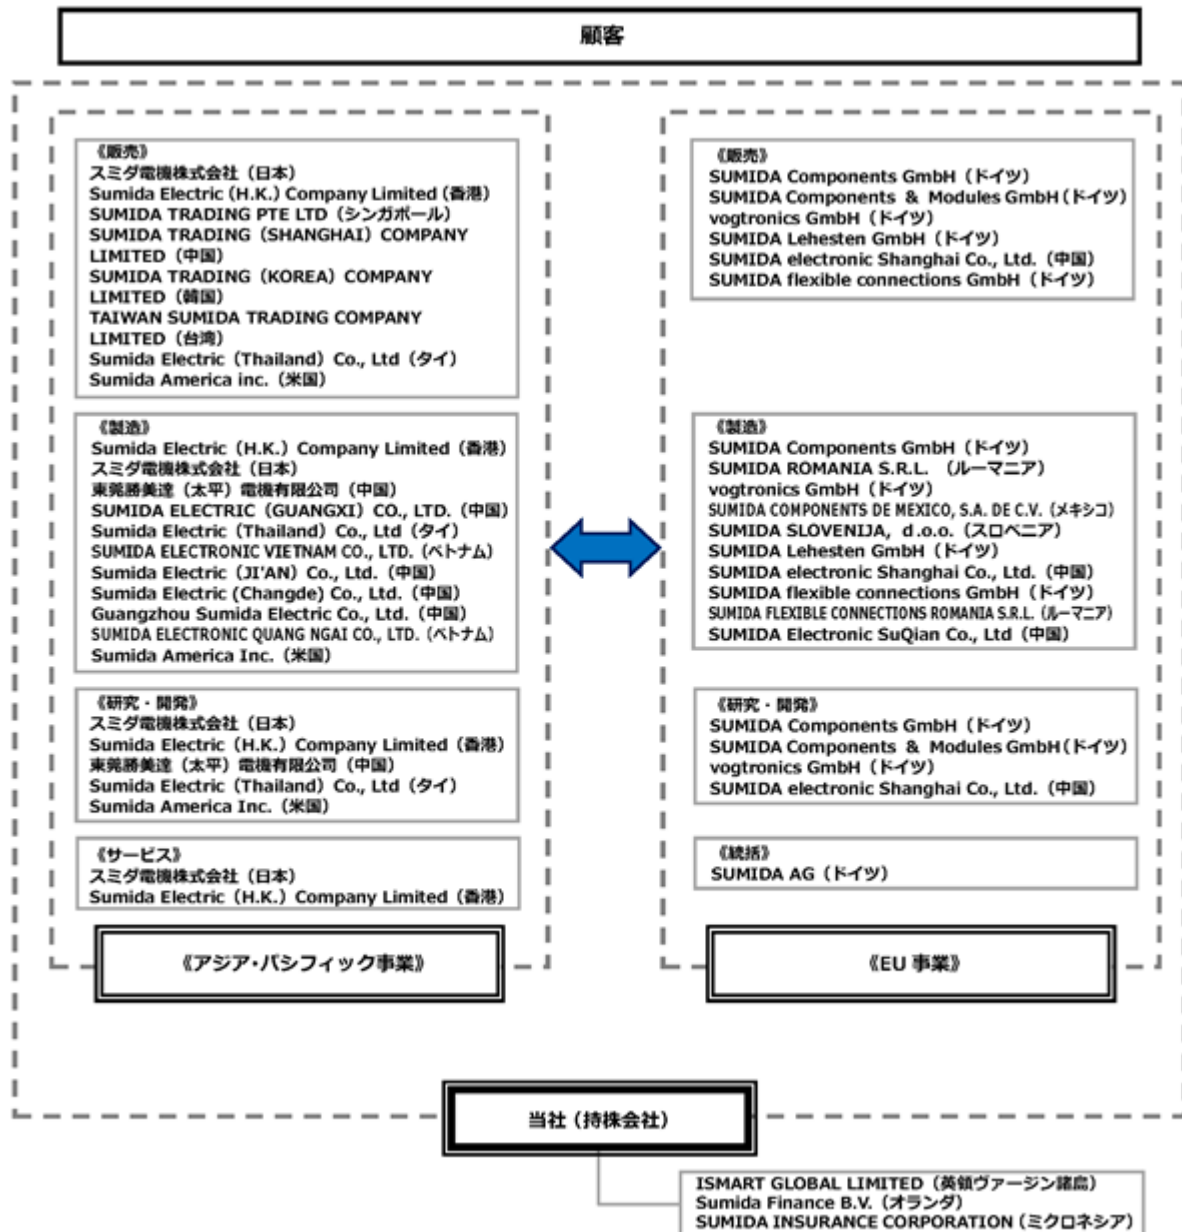 顧客
《販売》
スミダ電機株式会社（日本）
Sumida Electric（H.K.）Company Limited（香港）
SUMIDA TRADING PTE LTD（シンガポール）
SUMIDA TRADING（SHANGHAI）COMPANY
LIMITED（中国）
SUMIDA TRADING（KOREA）COMPANY
LIMITED（韓国）
TAIWAN SUMIDA TRADING COMPANY
LIMITED（台湾）
Sumida Electric（Thailand）Co., Ltd（タイ）
Sumida America inc.（米国）
《製造》
Sumida Electric（H.K.）Company Limited（香港）
スミダ電機株式会社（日本）
東莞勝美達（太平）電機有限公司（中国）
SUMIDA ELECTRIC（GUANGXI）CO., LTD.（中国）
Sumida Electric（Thailand）Co., Ltd（タイ）
SUMIDA ELECTRONIC VIETNAM CO., LTD.（ベトナム）
Sumida Electric（JI'AN）Co., Ltd.（中国）
Sumida Electric (Changde) Co., Ltd.（中国）
Guangzhou Sumida Electric Co., Ltd.（中国）
SUMIDA ELECTRONIC QUANG NGAI CO., LTD.（ベトナム）
Sumida America Inc.（米国）
《研究・開発》
スミダ電機株式会社（日本）
Sumida Electric（H.K.）Company Limited（香港）
東莞勝美達（太平）電機有限公司（中国）
Sumida Electric（Thailand）Co., Ltd（タイ）
Sumida America Inc.（米国）
《サービス》
スミダ電機株式会社（日本）
Sumida Electric（H.K.）Company Limited（香港）
《アジア・パシフィック事業》
《販売》
SUMIDA Components GmbH（ドイツ）
SUMIDA Components & Modules GmbH（ドイツ）
vogtronics GmbH（ドイツ）
SUMIDA Lehesten GmbH（ドイツ）
SUMIDA electronic Shanghai Co., Ltd.（中国）
SUMIDA flexible connections GmbH（ドイツ）
《製造》
SUMIDA Components GmbH（ドイツ）
SUMIDA ROMANIA S.R.L.（ルーマニア）
vogtronics GmbH（ドイツ）
SUMIDA COMPONENTS DE MEXICO, S.A. DE C.V.（メキシコ）
SUMIDA SLOVENIJA, d.o.o.（スロベニア）
SUMIDA Lehesten GmbH（ドイツ）
SUMIDA electronic Shanghai Co., Ltd.（中国）
SUMIDA flexible connections GmbH（ドイツ）
SUMIDA FLEXIBLE CONNECTIONS ROMANIA S.R.L.（ルーマニア）
SUMIDA Electronic SuQian Co., Ltd（中国）
《研究・開発》
SUMIDA Components GmbH（ドイツ）
SUMIDA Components & Modules GmbH（ドイツ）
vogtronics GmbH（ドイツ）
SUMIDA electronic Shanghai Co., Ltd.（中国）
《統括》
SUMIDA AG（ドイツ）
《EU 事業》
当社（持株会社）
ISMART GLOBAL LIMITED（英領ヴァージン諸島）
Sumida Finance B.V.（オランダ）
SUMIDA INSURANCE CORPORATION（ミクロネシア）